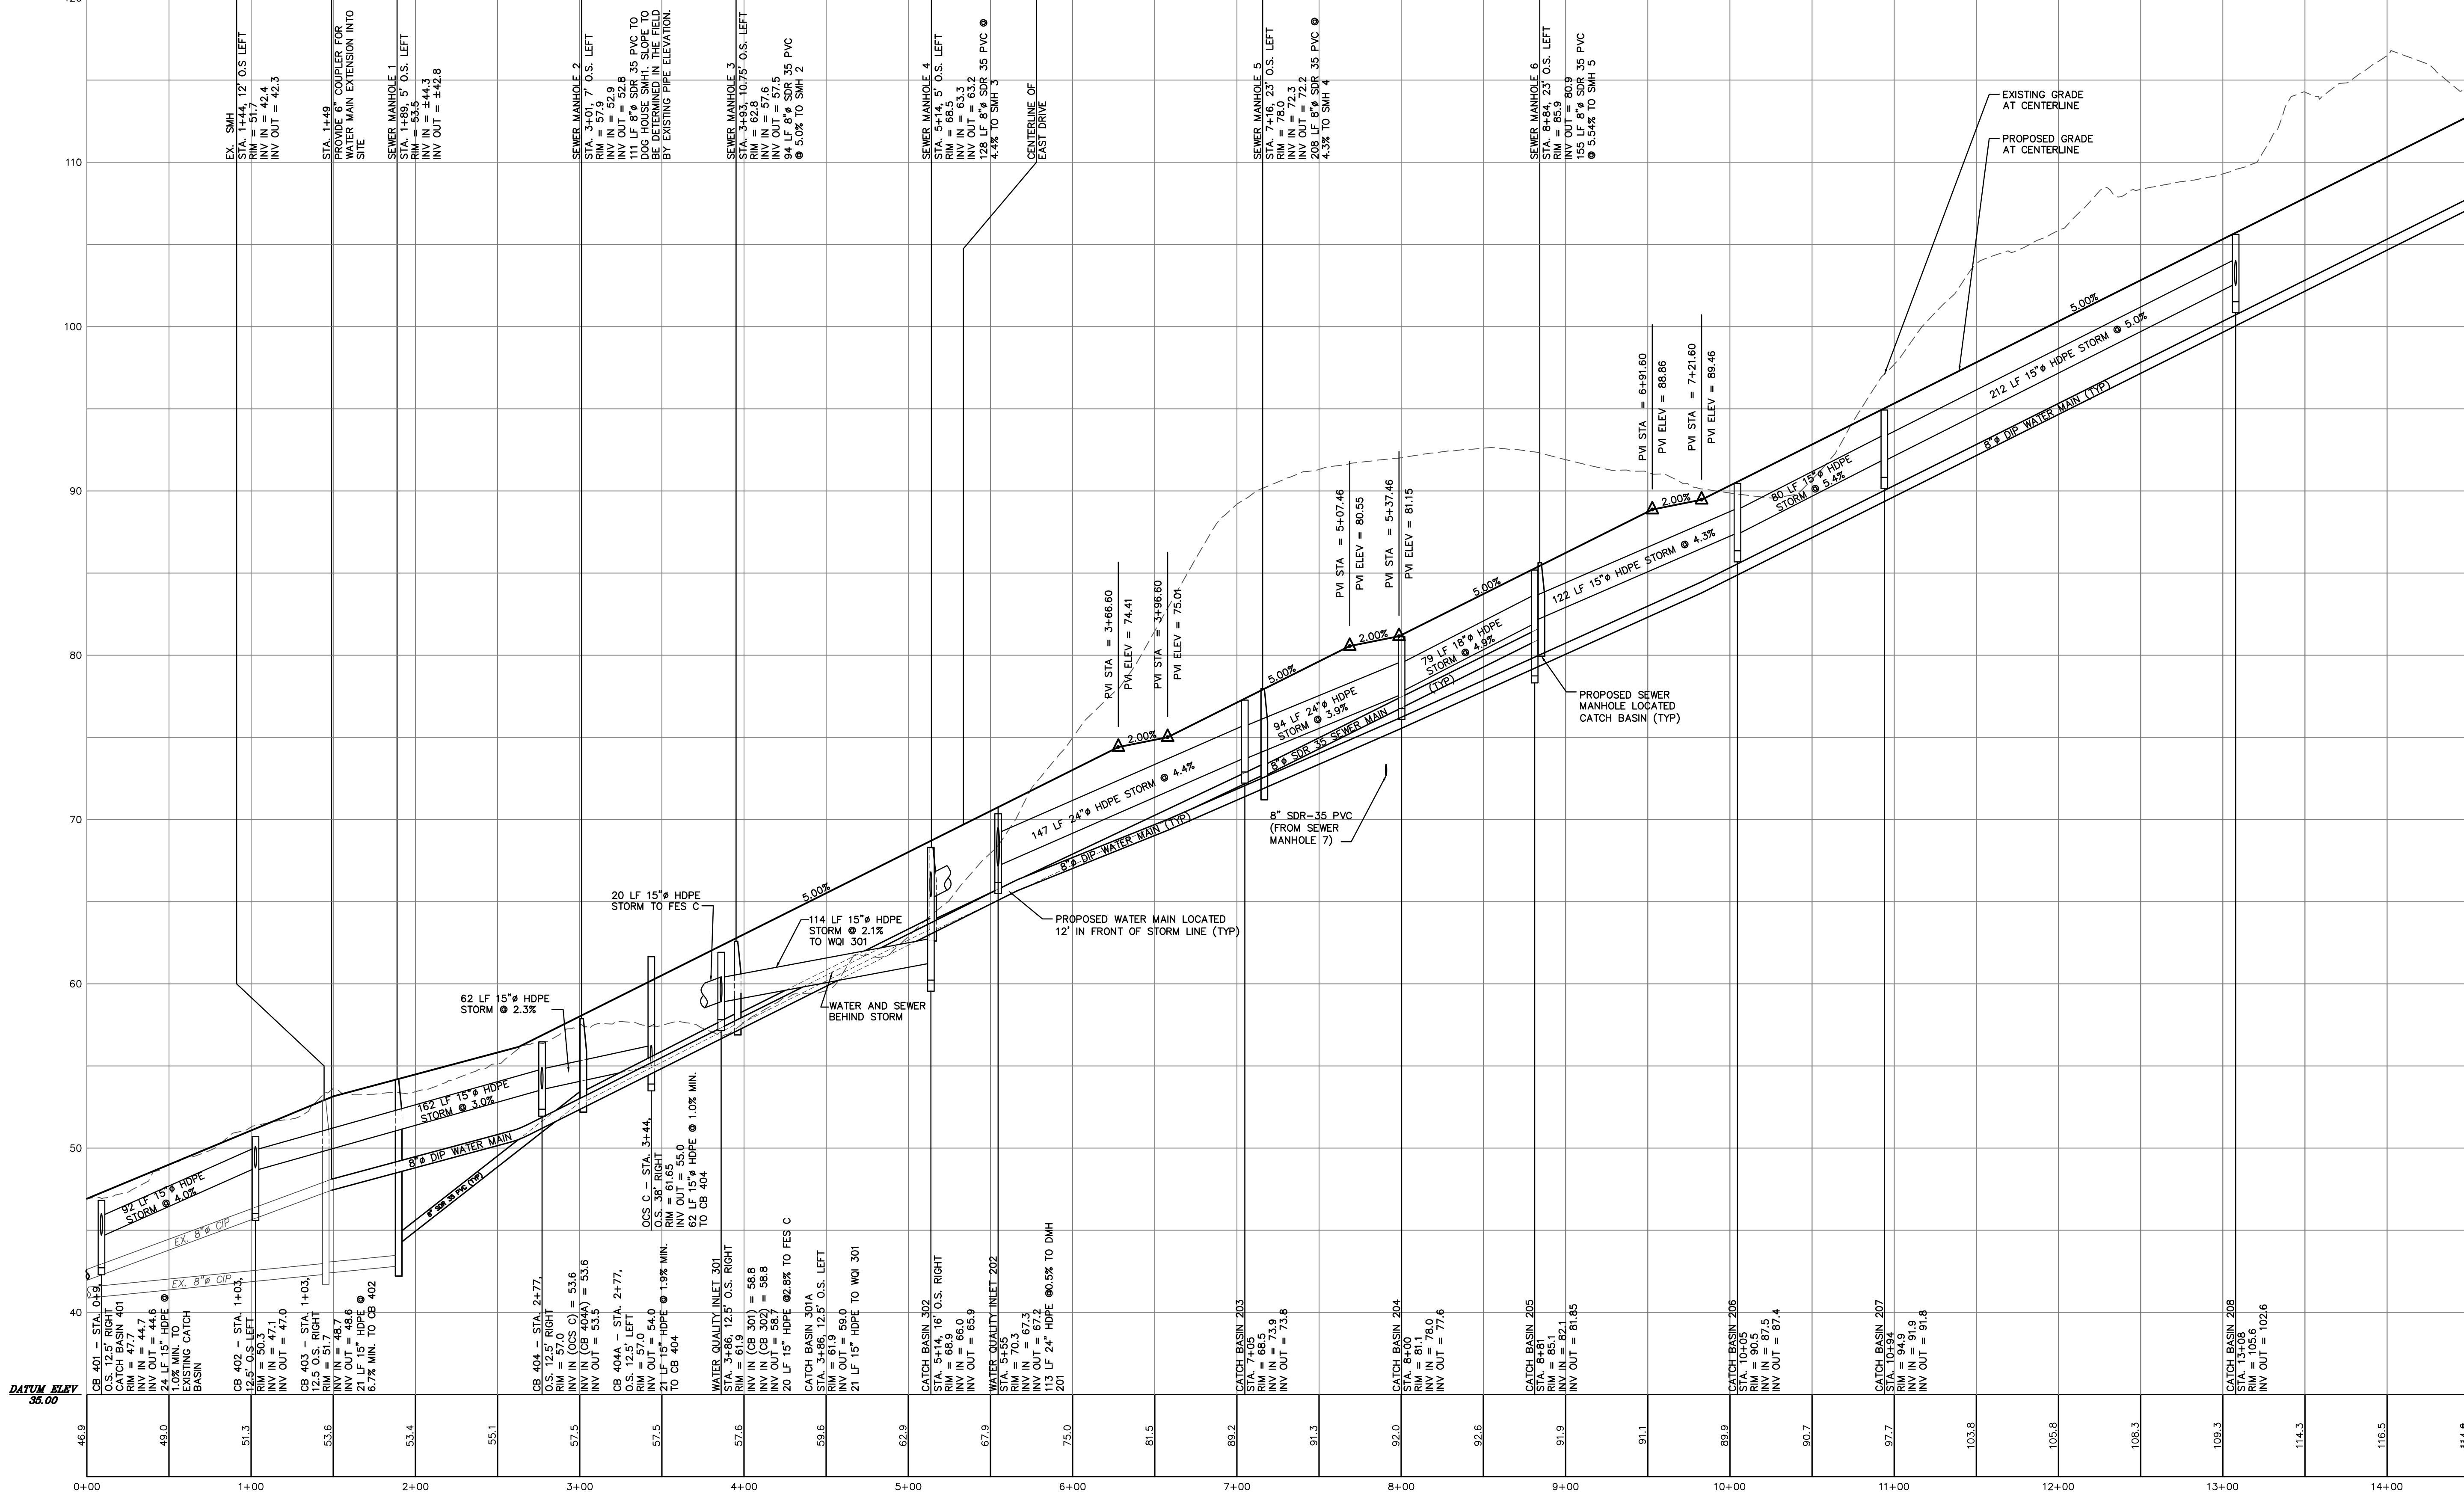 120
110
100
90
80
70
60
50
40
DATUM ELEV
35.00
EX. SMH
STA. 1+44, 12' O.S LEFT
RIM = 51.7
INV IN = 42.4
INV OUT = 42.3
STA. 1+49
PROVIDE 6" COUPLER FOR
WATER MAIN EXTENSION INTO
SITE
SEWER MANHOLE 1
STA. 1+89, 5' O.S. LEFT
RIM = 53.5
INV IN = ±44.3
INV OUT = ±42.8
SEWER MANHOLE 2
STA. 3+01, 7' O.S. LEFT
RIM = 57.9
INV IN = 52.9
INV OUT = 52.8
111 LF 8"ø SDR 35 PVC TO
DOG HOUSE SMH1. SLOPE TO
BE DETERMINED IN THE FIELD
BY EXISTING PIPE ELEVATION.
SEWER MANHOLE 3
STA. 3+93, 10.75' O.S. LEFT
RIM = 62.8
INV IN = 57.6
INV OUT = 57.5
94 LF 8"ø SDR 35 PVC
@ 5.0% TO SMH 2
SEWER MANHOLE 4
STA. 5+14, 5' O.S. LEFT
RIM = 68.5
INV IN = 63.3
INV OUT = 63.2
128 LF 8"ø SDR 35 PVC @
4.4% TO SMH 3
CENTERLINE OF
EAST DRIVE
SEWER MANHOLE 5
STA. 7+16, 23' O.S. LEFT
RIM = 78.0
INV IN = 72.3
INV OUT = 72.2
208 LF 8"ø SDR 35 PVC @
4.3% TO SMH 4
SEWER MANHOLE 6
STA. 8+84, 23' O.S. LEFT
RIM = 85.9
INV OUT = 80.9
155 LF 8"ø SDR 35 PVC
@ 5.54% TO SMH 5
EXISTING GRADE
AT CENTERLINE
PROPOSED GRADE
AT CENTERLINE
5.00%
212 LF 15"ø HDPE STORM @ 5.0%
8"ø DIP WATER MAIN (TYP)
PVI STA = 6+91.60
PVI ELEV = 88.86
PVI STA = 7+21.60
PVI ELEV = 89.46
2.00%
80 LF 15"ø HDPE
STORM @ 5.4%
122 LF 15"ø HDPE STORM @ 4.3%
PVI STA = 5+07.46
PVI ELEV = 80.55
PVI STA = 5+37.46
PVI ELEV = 81.15
2.00%
5.00%
79 LF 18"ø HDPE
STORM @ 4.9%
(TYP)
PVI STA = 3+66.60
PVI ELEV = 74.41
PVI STA = 3+96.60
PVI ELEV = 75.01
2.00%
5.00%
94 LF 24"ø HDPE
STORM @ 3.9%
8"ø SDR 35 SEWER MAIN
147 LF 24"ø HDPE STORM @ 4.4%
8"ø DIP WATER MAIN (TYP)
PROPOSED SEWER
MANHOLE LOCATED
CATCH BASIN (TYP)
8" SDR-35 PVC
(FROM SEWER
MANHOLE 7)
PROPOSED WATER MAIN LOCATED
12' IN FRONT OF STORM LINE (TYP)
5.00%
20 LF 15"ø HDPE
STORM TO FES C
114 LF 15"ø HDPE
STORM @ 2.1%
TO WQI 301
WATER AND SEWER
BEHIND STORM
62 LF 15"ø HDPE
STORM @ 2.3%
162 LF 15"ø HDPE
STORM @ 3.0%
8"ø DIP WATER MAIN
8" SDR 35 PVC (TYP)
92 LF 15"ø HDPE
STORM @ 4.0%
EX. 8"ø CIP
EX. 8"ø CIP
CB 401 - STA. 0+9,
O.S. 12.5' RIGHT
CATCH BASIN 401
RIM = 47.7
INV IN = 44.7
INV OUT = 44.6
24 LF 15" HDPE @
1.0% MIN. TO
EXISTING CATCH
BASIN
CB 402 - STA. 1+03,
12.5' O.S LEFT
RIM = 50.3
INV IN = 47.1
INV OUT = 47.0
CB 403 - STA. 1+03,
12.5 O.S. RIGHT
RIM = 51.7
INV IN = 48.7
INV OUT = 48.6
21 LF 15" HDPE @
6.7% MIN. TO CB 402
CB 404 - STA. 2+77,
O.S. 12.5' RIGHT
RIM = 57.0
INV IN (OCS C) = 53.6
INV IN (CB 404A) = 53.6
INV OUT = 53.5
CB 404A - STA. 2+77,
O.S. 12.5' LEFT
RIM = 57.0
INV OUT = 54.0
21 LF 15" HDPE @ 1.9% MIN.
TO CB 404
OCS C - STA. 3+44,
O.S. 38' RIGHT
RIM = 61.65
INV OUT = 55.0
62 LF 15"ø HDPE @ 1.0% MIN.
TO CB 404
WATER QUALITY INLET 301
STA. 3+86, 12.5' O.S. RIGHT
RIM = 61.9
INV IN (CB 301) = 58.8
INV IN (CB 302) = 58.8
INV OUT = 58.7
20 LF 15" HDPE @2.8% TO FES C
CATCH BASIN 301A
STA. 3+86, 12.5' O.S. LEFT
RIM = 61.9
INV OUT = 59.0
21 LF 15" HDPE TO WQI 301
CATCH BASIN 302
STA. 5+14, 16' O.S. RIGHT
RIM = 68.9
INV IN = 66.0
INV OUT = 65.9
WATER QUALITY INLET 202
STA. 5+55
RIM = 70.3
INV IN = 67.3
INV OUT = 67.2
113 LF 24" HDPE @0.5% TO DMH
201
CATCH BASIN 203
STA. 7+05
RIM = 68.5
INV IN = 73.9
INV OUT = 73.8
CATCH BASIN 204
STA. 8+00
RIM = 81.1
INV IN = 78.0
INV OUT = 77.6
CATCH BASIN 205
STA. 8+81
RIM = 85.1
INV IN = 82.1
INV OUT = 81.85
CATCH BASIN 206
STA. 10+05
RIM = 90.5
INV IN = 87.5
INV OUT = 87.4
CATCH BASIN 207
STA. 10+94
RIM = 94.9
INV IN = 91.9
INV OUT = 91.8
CATCH BASIN 208
STA. 13+08
RIM = 105.6
INV OUT = 102.6
46.9 49.0 51.3 53.6 53.4 55.1 57.5 57.5 57.6 59.6 62.9 67.9 75.0 81.5 89.2 91.3 92.0 92.6 91.9 91.1 89.9 90.7 97.7 103.8 105.8 108.3 109.3 114.3 116.5
0+00 1+00 2+00 3+00 4+00 5+00 6+00 7+00 8+00 9+00 10+00 11+00 12+00 13+00 14+00